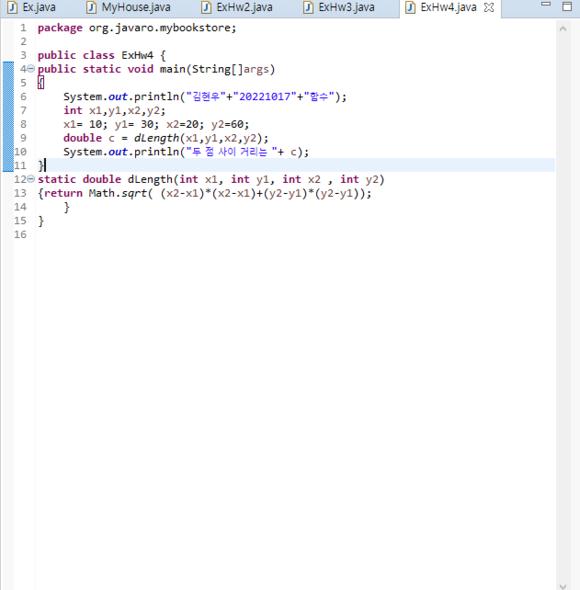 Ex.java MyHouse.java ExHw2.java ExHw3.java ExHw4.java
1 package org.javaro.mybookstore;
2
3 public class ExHw4 {
4 public static void main(String[]args)
5 {
6 System.out.println("김현우"+"20221017"+"함수");
7 int x1,y1,x2,y2;
8 x1= 10; y1= 30; x2=20; y2=60;
9 double c = dLength(x1,y1,x2,y2);
10 System.out.println("두 점 사이 거리는 "+ c);
11 }
12 static double dLength(int x1, int y1, int x2 , int y2)
13 {return Math.sqrt( (x2-x1)*(x2-x1)+(y2-y1)*(y2-y1));
14 }
15 }
16